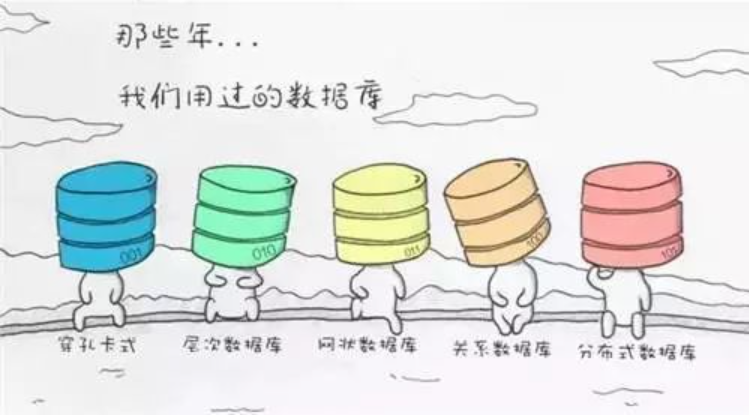 那些年...
我们用过的数据库
001
010
011
100
穿孔卡式
层次数据库
网状数据库
关系数据库
分布式数据库